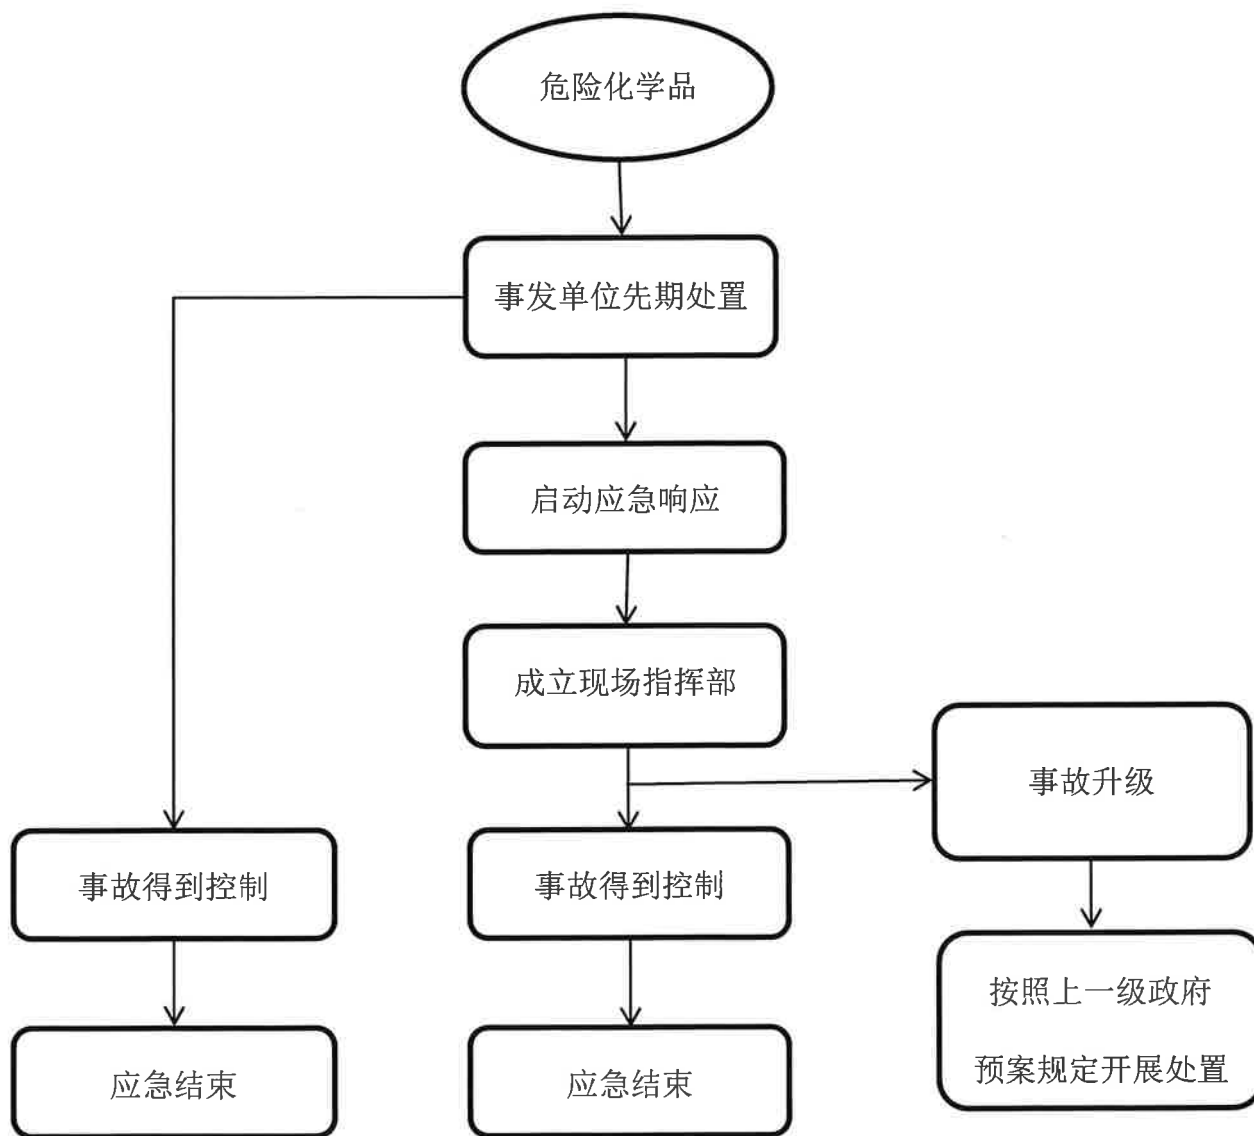 危险化学品
事发单位先期处置
启动应急响应
成立现场指挥部
事故升级
事故得到控制
事故得到控制
按照上一级政府
预案规定开展处置
应急结束
应急结束